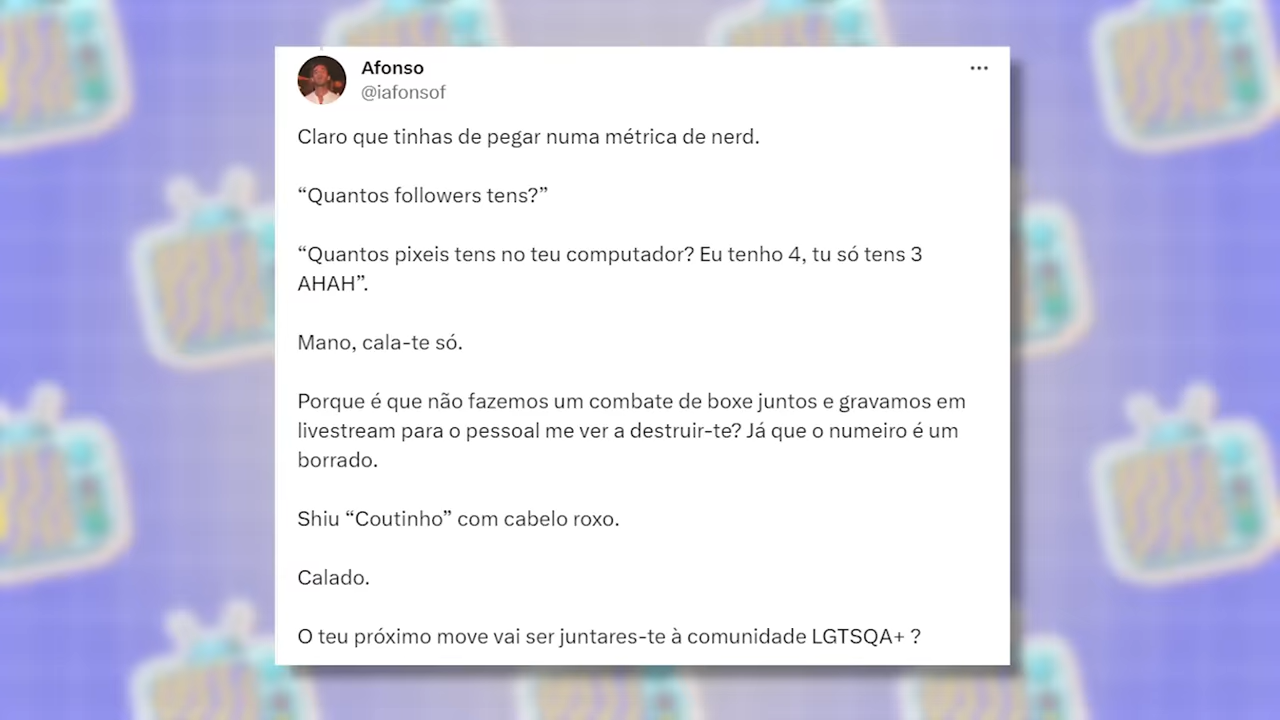 Afonso
@iafonsof
Claro que tinhas de pegar numa métrica de nerd.
“Quantos followers tens?”
“Quantos pixeis tens no teu computador? Eu tenho 4, tu só tens 3
AHAH”.
Mano, cala-te só.
Porque é que não fazemos um combate de boxe juntos e gravamos em
livestream para o pessoal me ver a destruir-te? Já que o numeiro é um
borrado.
Shiu “Coutinho” com cabelo roxo.
Calado.
O teu próximo move vai ser juntares-te à comunidade LGTSQA+ ?